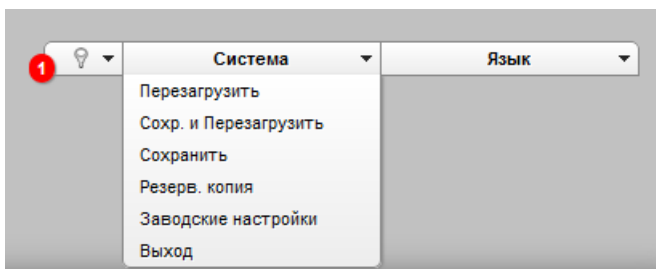 1 Система Язык
Перезагрузить
Сохр. и Перезагрузить
Сохранить
Резерв. копия
Заводские настройки
Выход